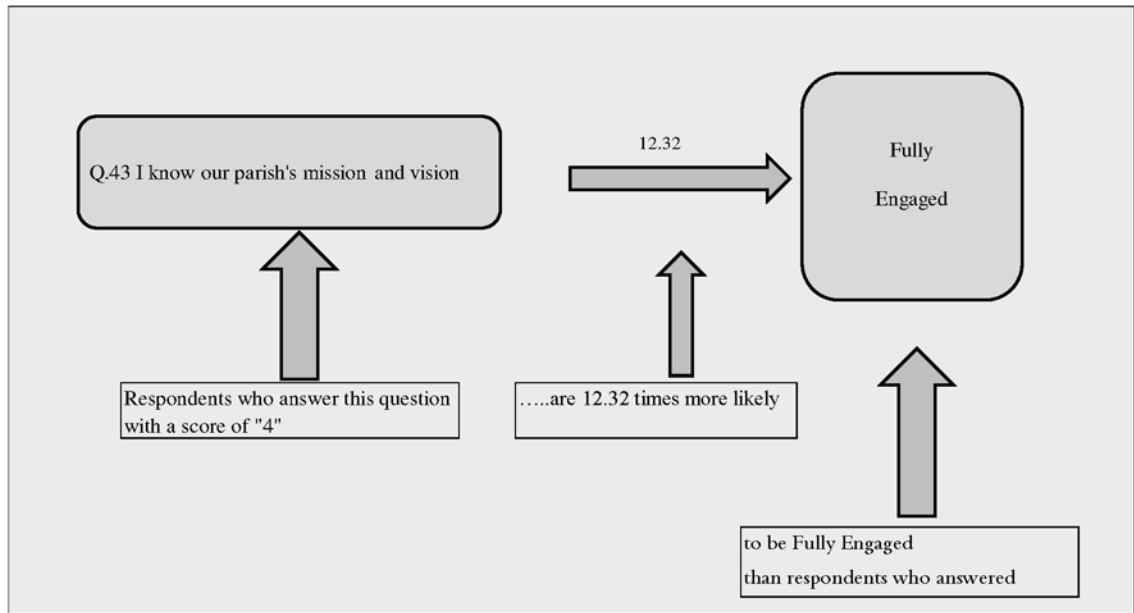 12.32
Q.43 I know our parish's mission and vision
Fully
Engaged
Respondents who answer this question
with a score of "4"
…..are 12.32 times more likely
to be Fully Engaged
than respondents who answered